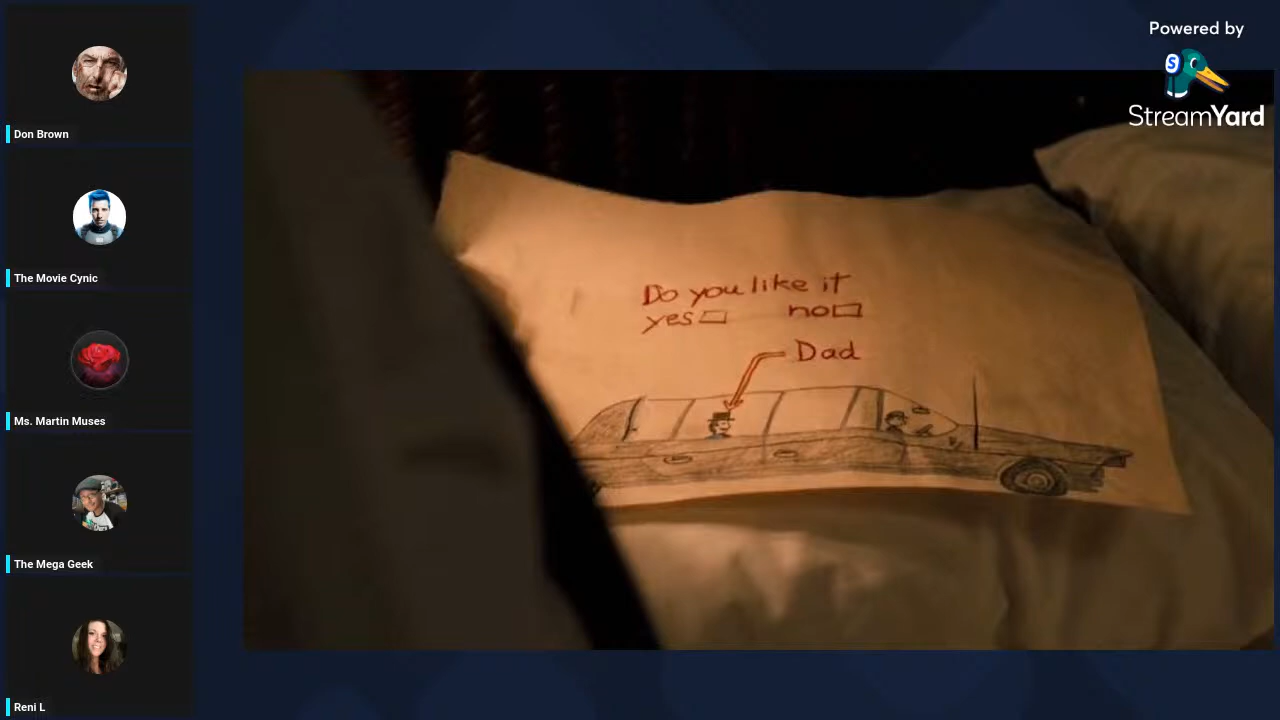 Powered by
S
StreamYard
Don Brown
The Movie Cynic
Ms. Martin Muses
The Mega Geek
Reni L
Do you like it
yes no
Dad